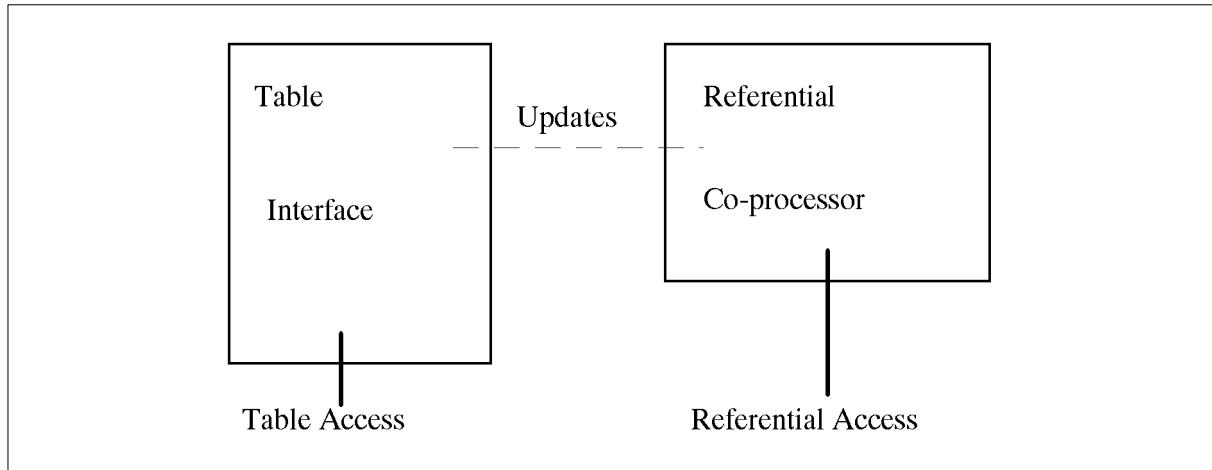 Table
Interface
Updates
Referential
Co-processor
Table Access
Referential Access